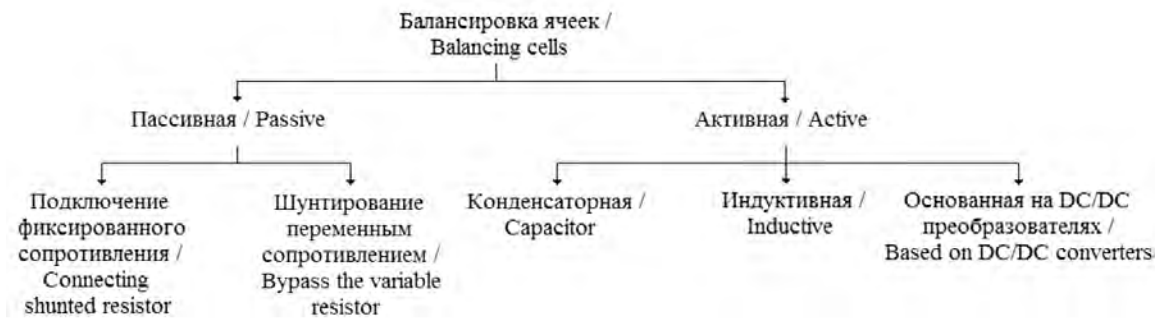 Балансировка ячеек /
Balancing cells
Пассивная / Passive
Активная / Active
Подключение
фиксированного
сопротивления /
Connecting
shunted resistor
Шунтирование
переменным
сопротивлением /
Bypass the variable
resistor
Конденсаторная /
Capacitor
Индуктивная /
Inductive
Основанная на DC/DC
преобразователях /
Based on DC/DC converters